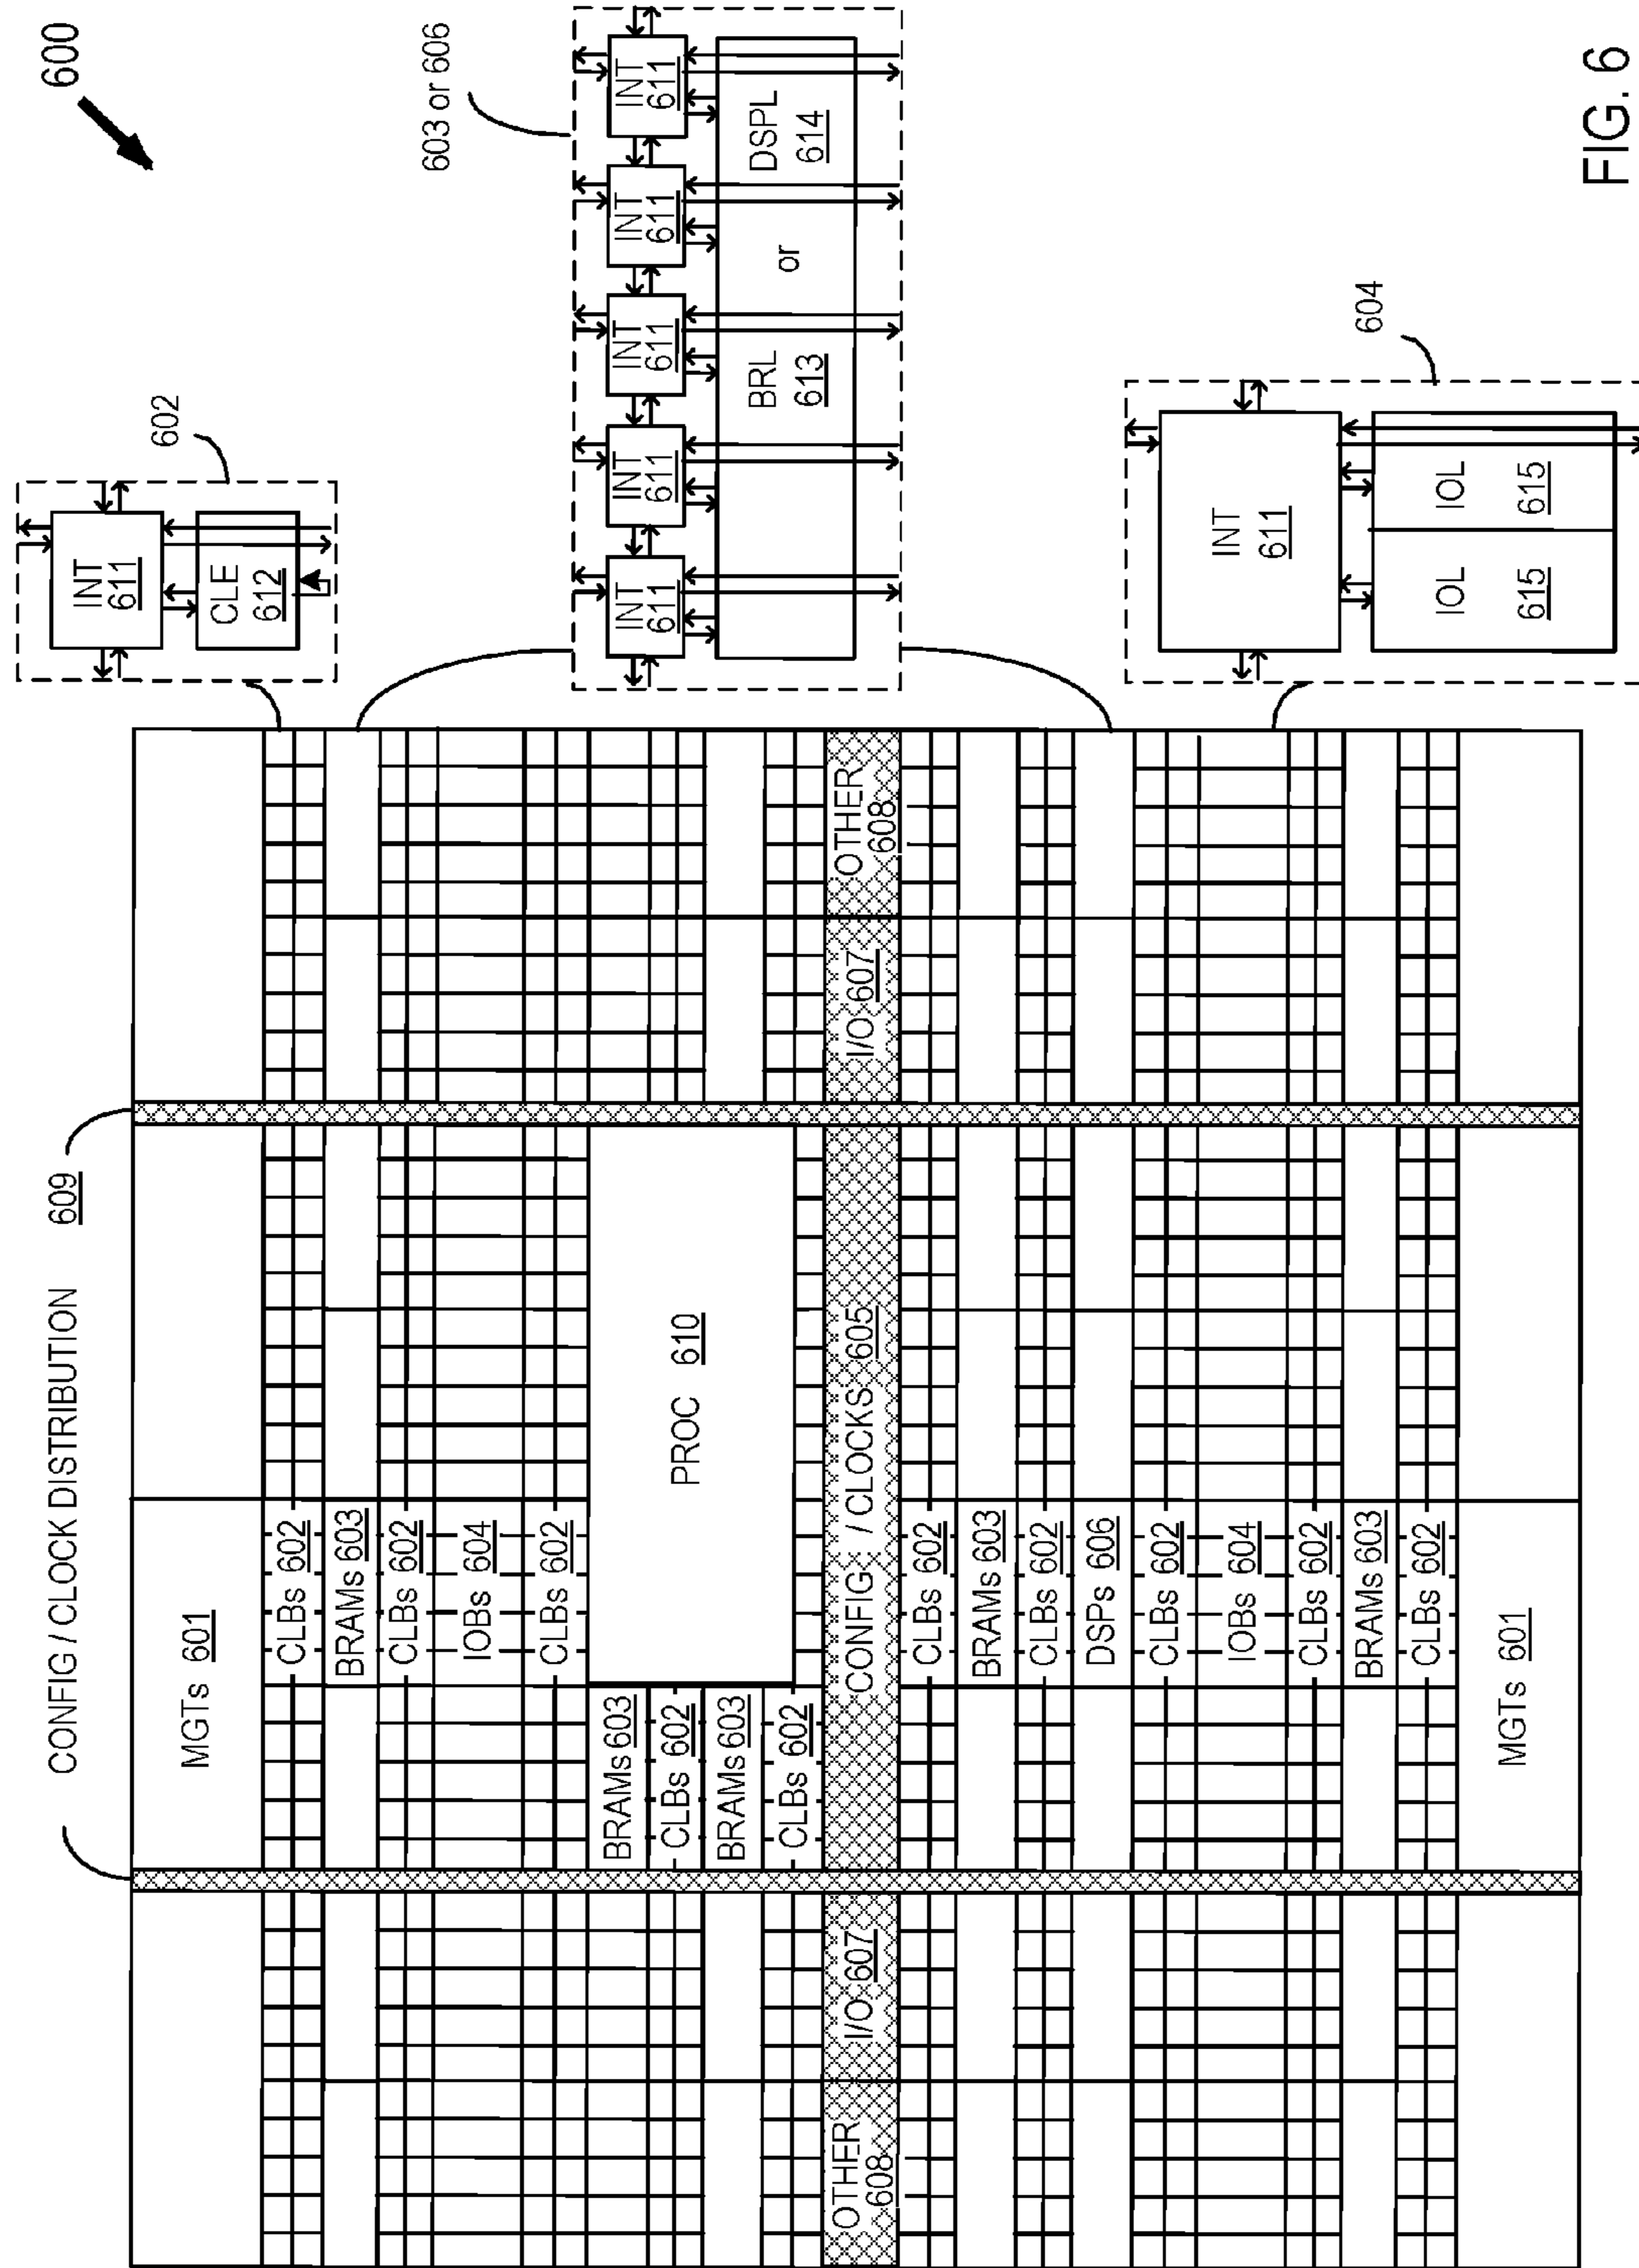 600
CONFIG / CLOCK DISTRIBUTION 609
602
INT
611
CLE
612
MGTs 601
CLBs 602
BRAMs 603
CLBs 602
IOBs 604
CLBs 602
603 or 606
PROC 610
BRAMs 603
CLBs 602
BRAMs 603
CLBs 602
INT
611
INT
611
INT
611
INT
611
INT
611
BRL
613
or
DSPL
614
OTHER
608
I/O 607
CONFIG / CLOCKS 605
I/O 607
OTHER
608
CLBs 602
BRAMs 603
CLBs 602
DSPs 606
CLBs 602
IOBs 604
CLBs 602
BRAMs 603
CLBs 602
MGTs 601
604
INT
611
IOL
615
IOL
615
FIG. 6